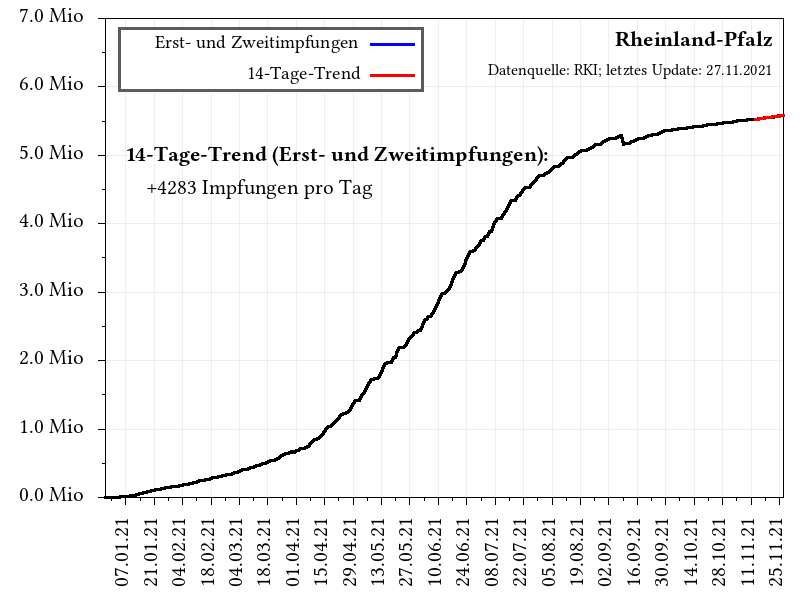 7.0 Mio
Erst- und Zweitimpfungen
14-Tage-Trend
Rheinland-Pfalz
Datenquelle: RKI; letztes Update: 27.11.2021
6.0 Mio
14-Tage-Trend (Erst- und Zweitimpfungen):
+4283 Impfungen pro Tag
5.0 Mio
4.0 Mio
3.0 Mio
2.0 Mio
1.0 Mio
0.0 Mio
07.01.21
21.01.21
04.02.21
18.02.21
04.03.21
18.03.21
01.04.21
15.04.21
29.04.21
13.05.21
27.05.21
10.06.21
24.06.21
08.07.21
22.07.21
05.08.21
19.08.21
02.09.21
16.09.21
30.09.21
14.10.21
28.10.21
11.11.21
25.11.21